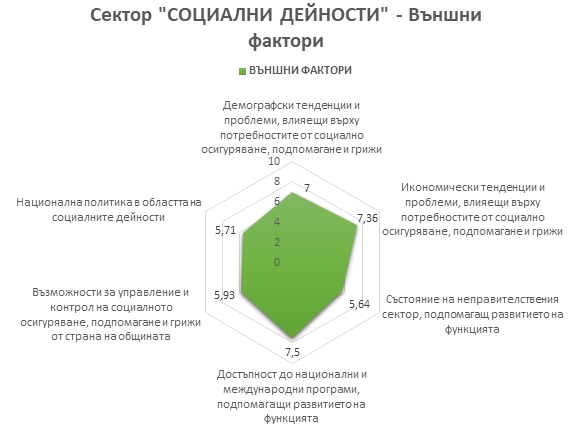 Сектор "СОЦИАЛНИ ДЕЙНОСТИ" - Външни
фактори
ВЪНШНИ ФАКТОРИ
Демографски тенденции и
проблеми, влияещи върху
потребностите от социално
осигуряване, подпомагане и грижи
10
8
6
4
2
0
7
Икономически тенденции и
проблеми, влияещи върху
потребностите от социално
осигуряване, подпомагане и грижи
7,36
Състояние на неправителствения
сектор, подпомагащ развитието на
функцията
5,64
7,5
Достъпност до национални и
международни програми,
подпомагащи развитието на
функцията
Възможности за управление и
контрол на социалното
осигуряване, подпомагане и грижи
от страна на общината
5,93
Национална политика в областта на
социалните дейности
5,71